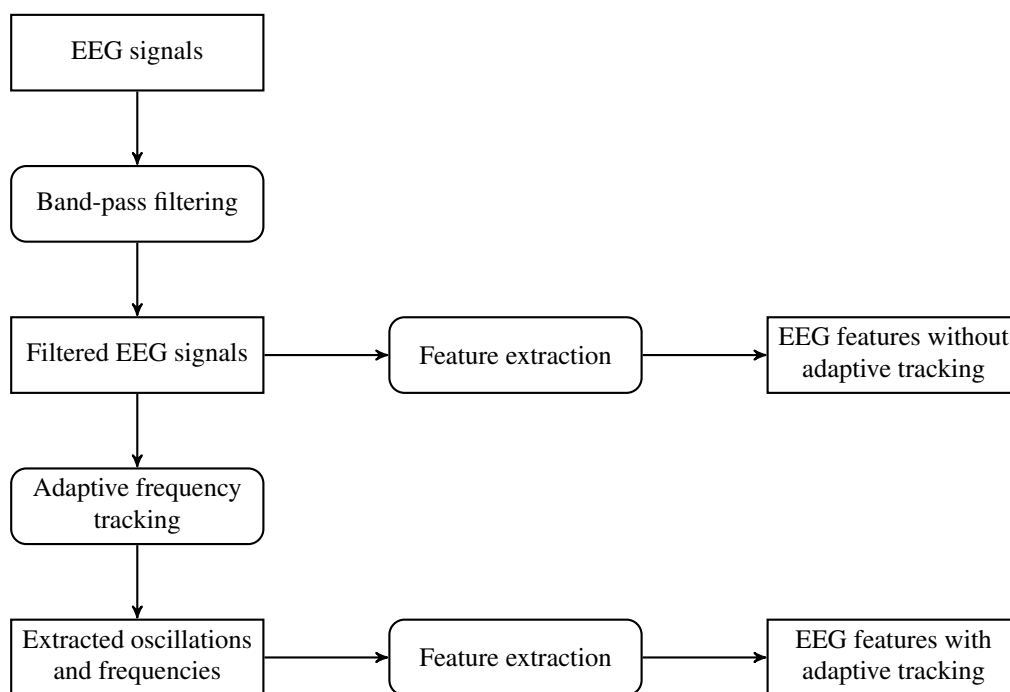 EEG signals
Band-pass filtering
Filtered EEG signals
Feature extraction
EEG features without
adaptive tracking
Adaptive frequency
tracking
Extracted oscillations
and frequencies
Feature extraction
EEG features with
adaptive tracking